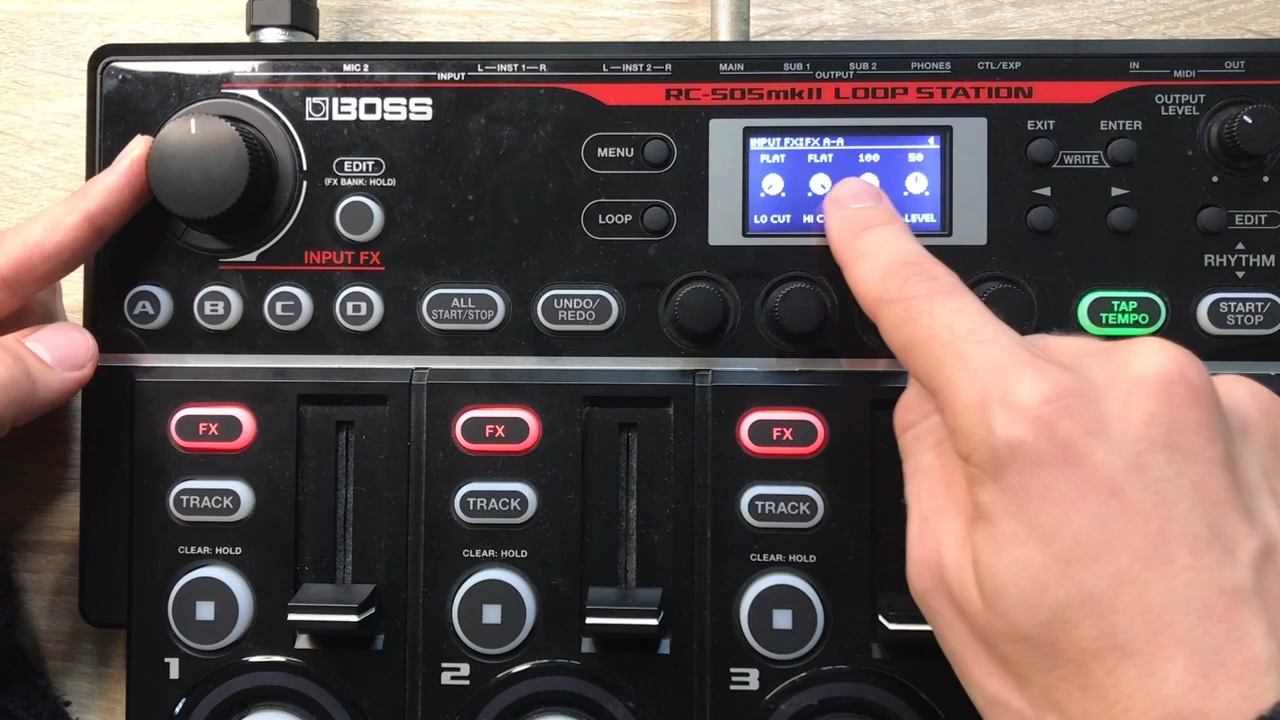 MIC 2 L—INST 1—R L—INST 2—R MAIN SUB 1 SUB 2 PHONES CTL/EXP IN OUT
INPUT OUTPUT MIDI
RC-505mkII LOOP STATION
BOSS
OUTPUT LEVEL
EXIT ENTER
WRITE
EDIT
(FX BANK: HOLD)
MENU
LOOP
INPUT FX
FLAT FLAT 100 50
LO CUT HI LEVEL
EDIT
RHYTHM
A B C D
ALL START/STOP
UNDO/REDO
TAP TEMPO
START/STOP
FX FX FX
TRACK TRACK TRACK
CLEAR: HOLD CLEAR: HOLD CLEAR: HOLD
1 2 3